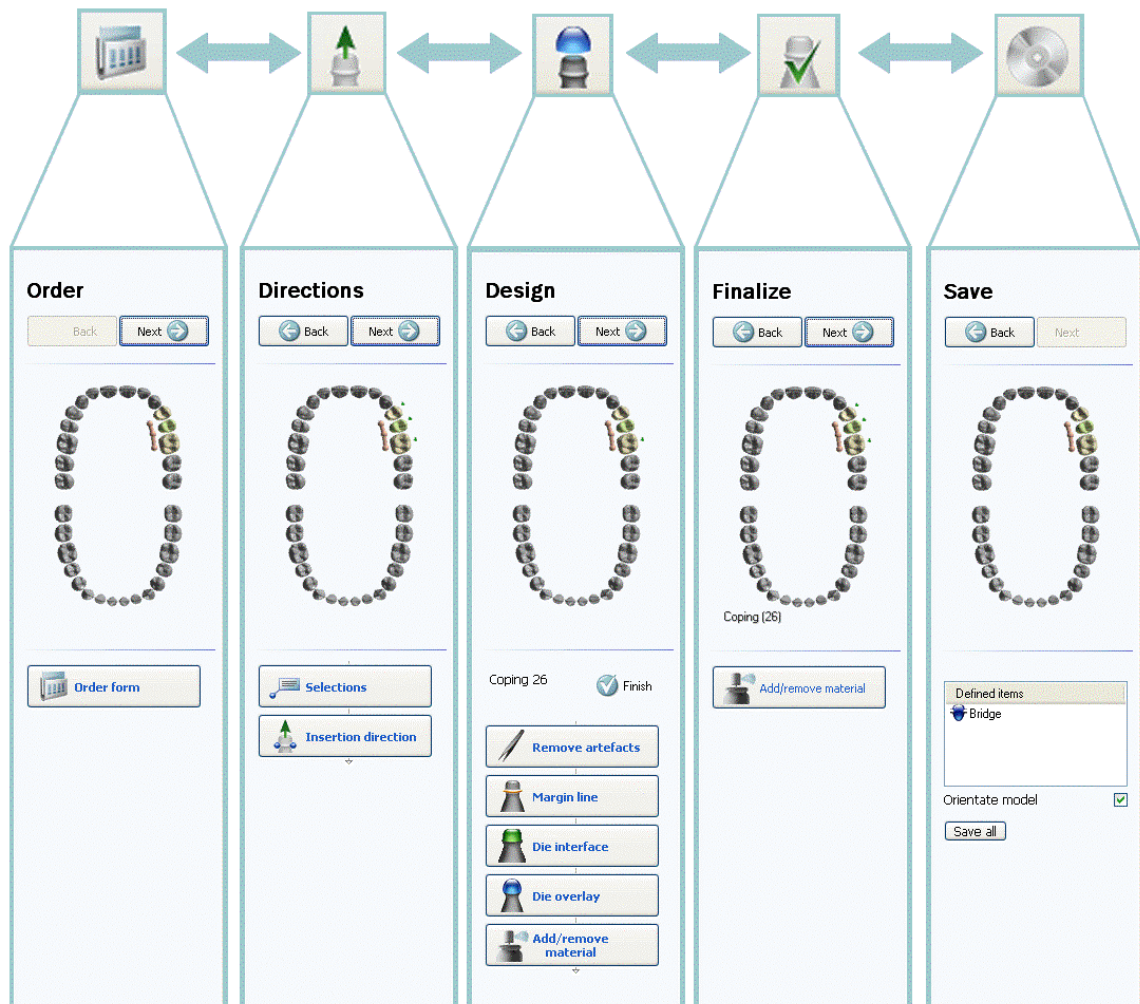 Order
Back
Next
Order form
Directions
Back
Next
Selections
Insertion direction
Design
Back
Next
Coping 26
Finish
Remove artefacts
Margin line
Die interface
Die overlay
Add/remove
material
Finalize
Back
Next
Coping (26)
Add/remove material
Save
Back
Next
Defined items
Bridge
Orientate model
Save all